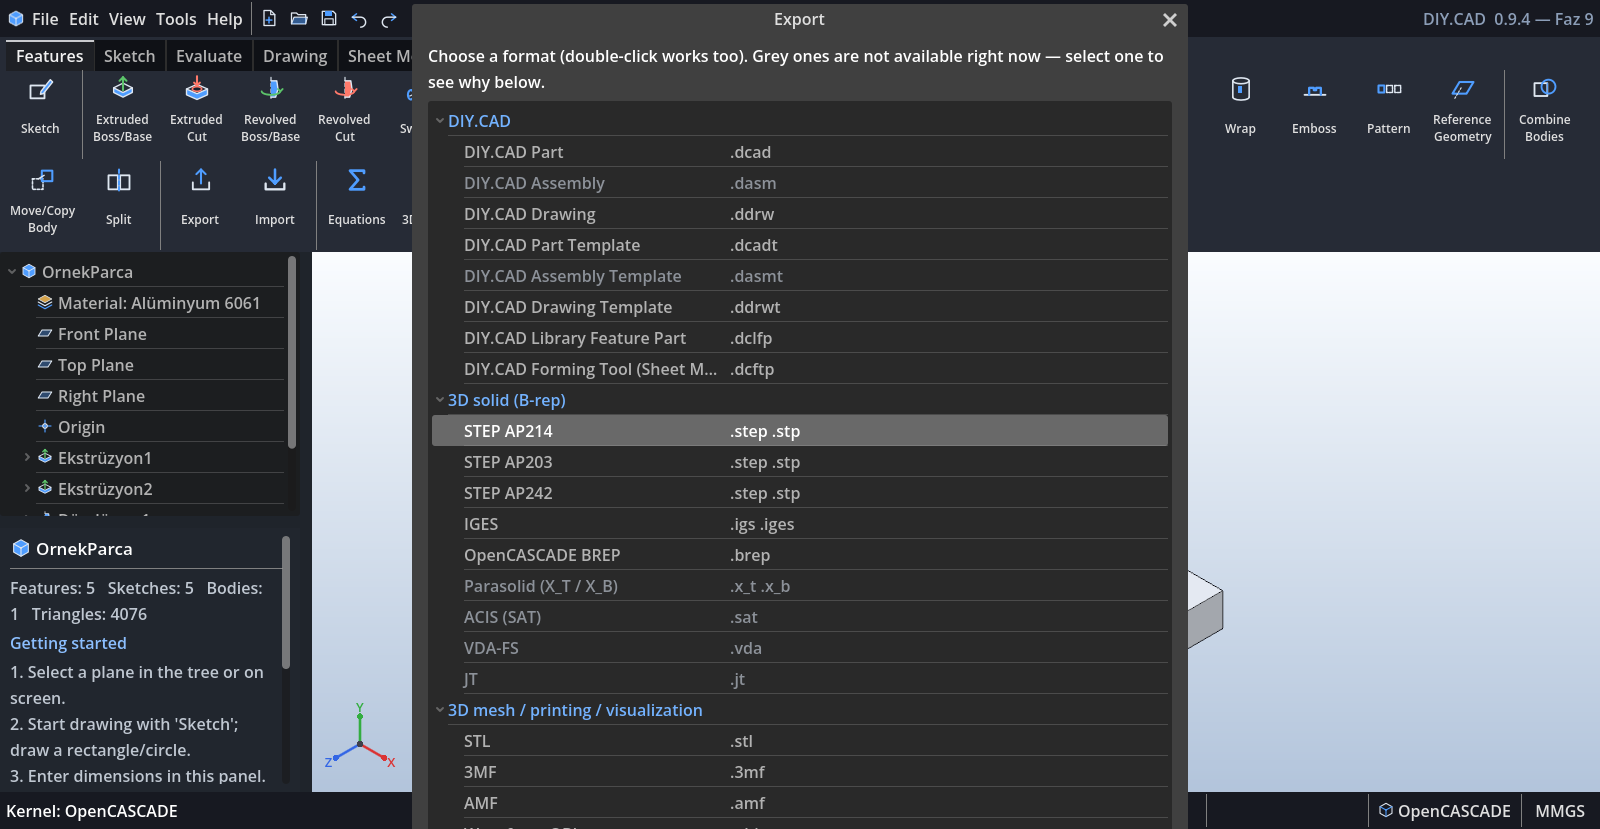 File Edit View Tools Help
DIY.CAD 0.9.4 — Faz 9
Features Sketch Evaluate Drawing Sheet M
Sketch
Extruded Boss/Base
Extruded Cut
Revolved Boss/Base
Revolved Cut
Wrap
Emboss
Pattern
Reference Geometry
Combine Bodies
Move/Copy Body
Split
Export
Import
Equations
OrnekParca
Material: Alüminyum 6061
Front Plane
Top Plane
Right Plane
Origin
Ekstrüzyon1
Ekstrüzyon2
OrnekParca
Features: 5 Sketches: 5 Bodies:
1 Triangles: 4076
Getting started
1. Select a plane in the tree or on
screen.
2. Start drawing with 'Sketch';
draw a rectangle/circle.
3. Enter dimensions in this panel.
Export
Choose a format (double-click works too). Grey ones are not available right now — select one to
see why below.
DIY.CAD
DIY.CAD Part .dcad
DIY.CAD Assembly .dasm
DIY.CAD Drawing .ddrw
DIY.CAD Part Template .dcadt
DIY.CAD Assembly Template .dasmt
DIY.CAD Drawing Template .ddrwt
DIY.CAD Library Feature Part .dclfp
DIY.CAD Forming Tool (Sheet M... .dcftp
3D solid (B-rep)
STEP AP214 .step .stp
STEP AP203 .step .stp
STEP AP242 .step .stp
IGES .igs .iges
OpenCASCADE BREP .brep
Parasolid (X_T / X_B) .x_t .x_b
ACIS (SAT) .sat
VDA-FS .vda
JT .jt
3D mesh / printing / visualization
STL .stl
3MF .3mf
AMF .amf
Y
Z
X
Kernel: OpenCASCADE
OpenCASCADE
MMGS